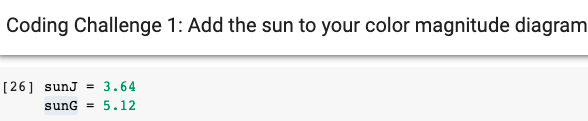 Coding Challenge 1: Add the sun to your color magnitude diagram
[26] sunJ = 3.64
sunG = 5.12